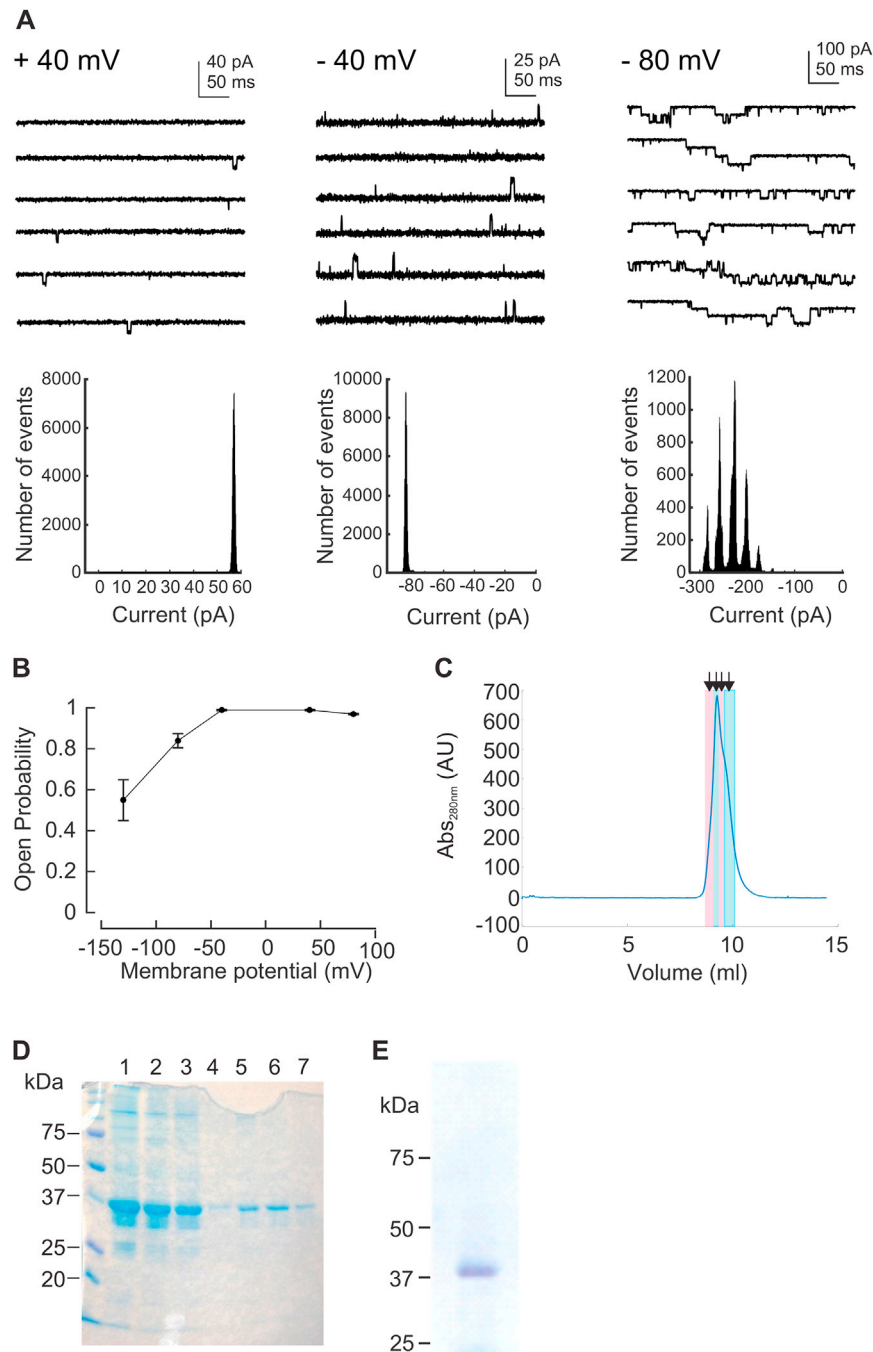 A
+ 40 mV
40 pA
50 ms
- 40 mV
25 pA
50 ms
- 80 mV
100 pA
50 ms
Number of events
8000
6000
4000
2000
0
0 10 20 30 40 50 60
Current (pA)
Number of events
10000
8000
6000
4000
2000
0
-80 -60 -40 -20 0
Current (pA)
Number of events
1200
1000
800
600
400
200
0
-300 -200 -100 0
Current (pA)
B
Open Probability
1
0.8
0.6
0.4
0.2
0
-150 -100 -50 0 50 100
Membrane potential (mV)
C
Abs280nm (AU)
700
600
500
400
300
200
100
0
-100
0 5 10 15
Volume (ml)
D
kDa
1 2 3 4 5 6 7
75
50
37
25
20
E
kDa
75
50
37
25